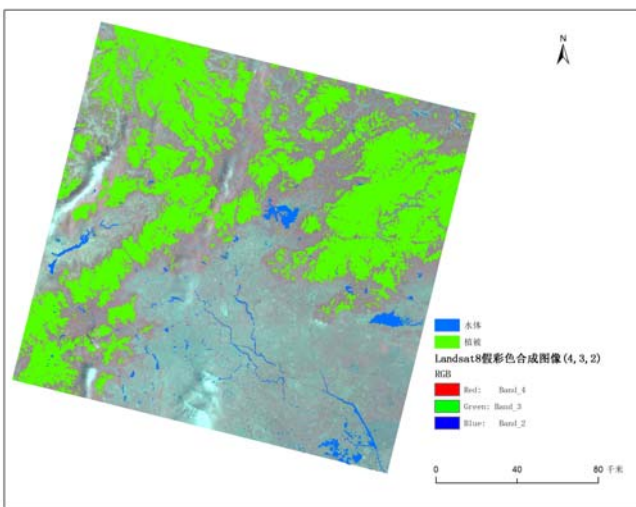 N
水体
植被
Landsat8假彩色合成图像(4,3,2)
RGB
Red: Band_4
Green: Band_3
Blue: Band_2
0 40 80 千米